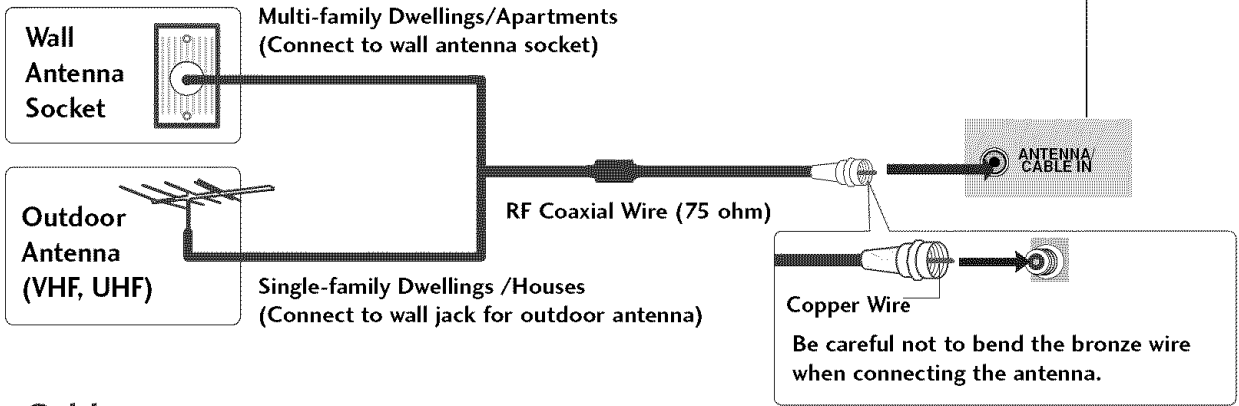 Multi-family Dwellings/Apartments
(Connect to wall antenna socket)
Wall
Antenna
Socket
ANTENNA/
CABLE IN
RF Coaxial Wire (75 ohm)
Outdoor
Antenna
(VHF, UHF)
Single-family Dwellings /Houses
(Connect to wall jack for outdoor antenna)
Copper Wire
Be careful not to bend the bronze wire
when connecting the antenna.